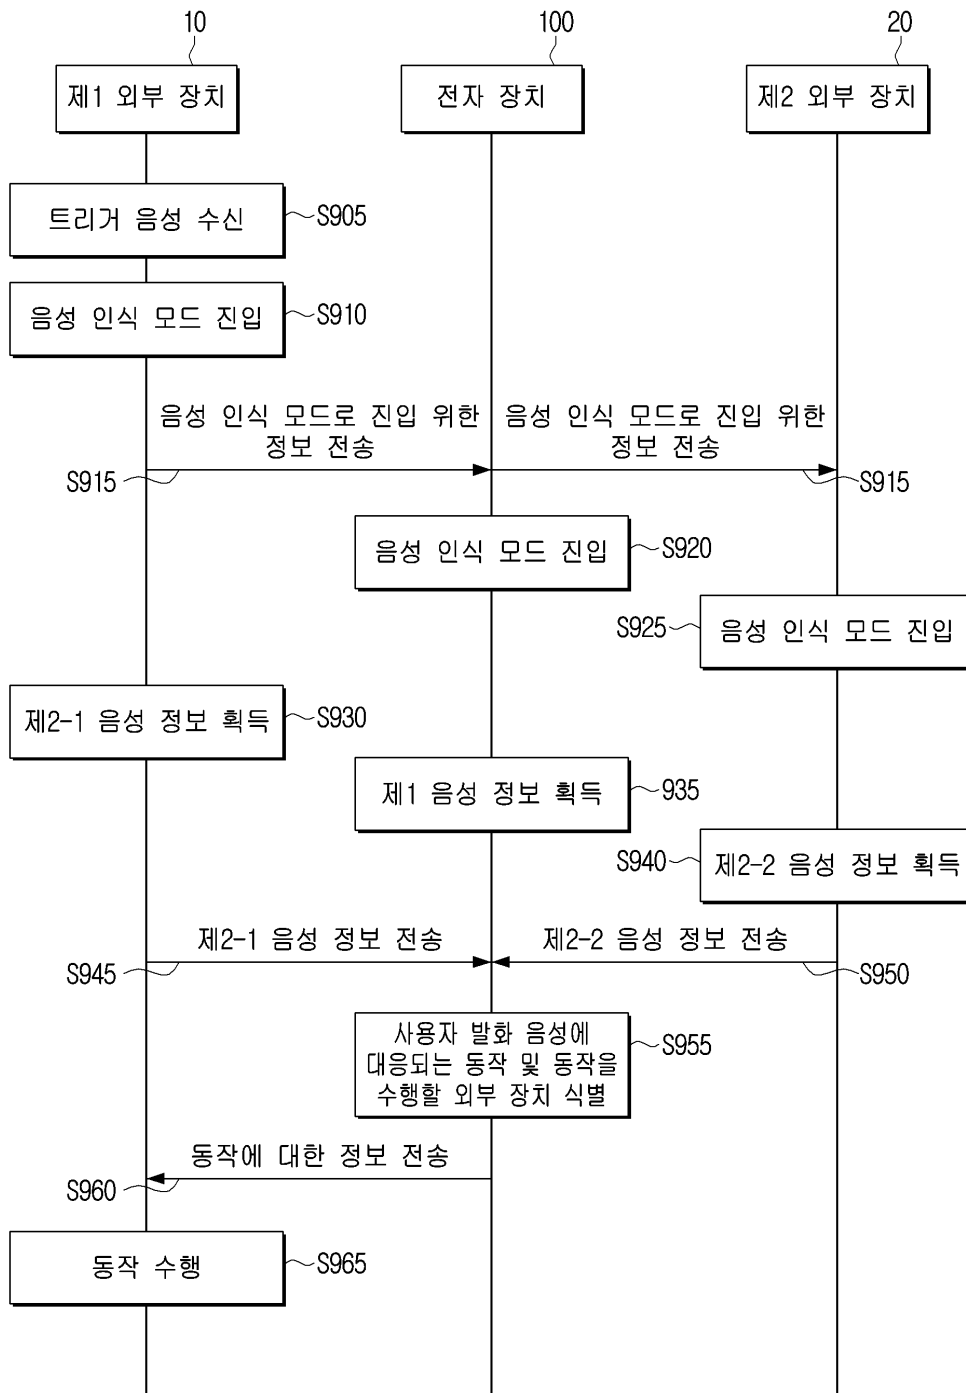 10
100
20
제1 외부 장치
전자 장치
제2 외부 장치
트리거 음성 수신
S905
음성 인식 모드 진입
S910
음성 인식 모드로 진입 위한
정보 전송
음성 인식 모드로 진입 위한
정보 전송
S915
S915
음성 인식 모드 진입
S920
S925
음성 인식 모드 진입
제2-1 음성 정보 획득
S930
제1 음성 정보 획득
935
S940
제2-2 음성 정보 획득
제2-1 음성 정보 전송
제2-2 음성 정보 전송
S945
S950
사용자 발화 음성에
대응되는 동작 및 동작을
수행할 외부 장치 식별
S955
동작에 대한 정보 전송
S960
동작 수행
S965